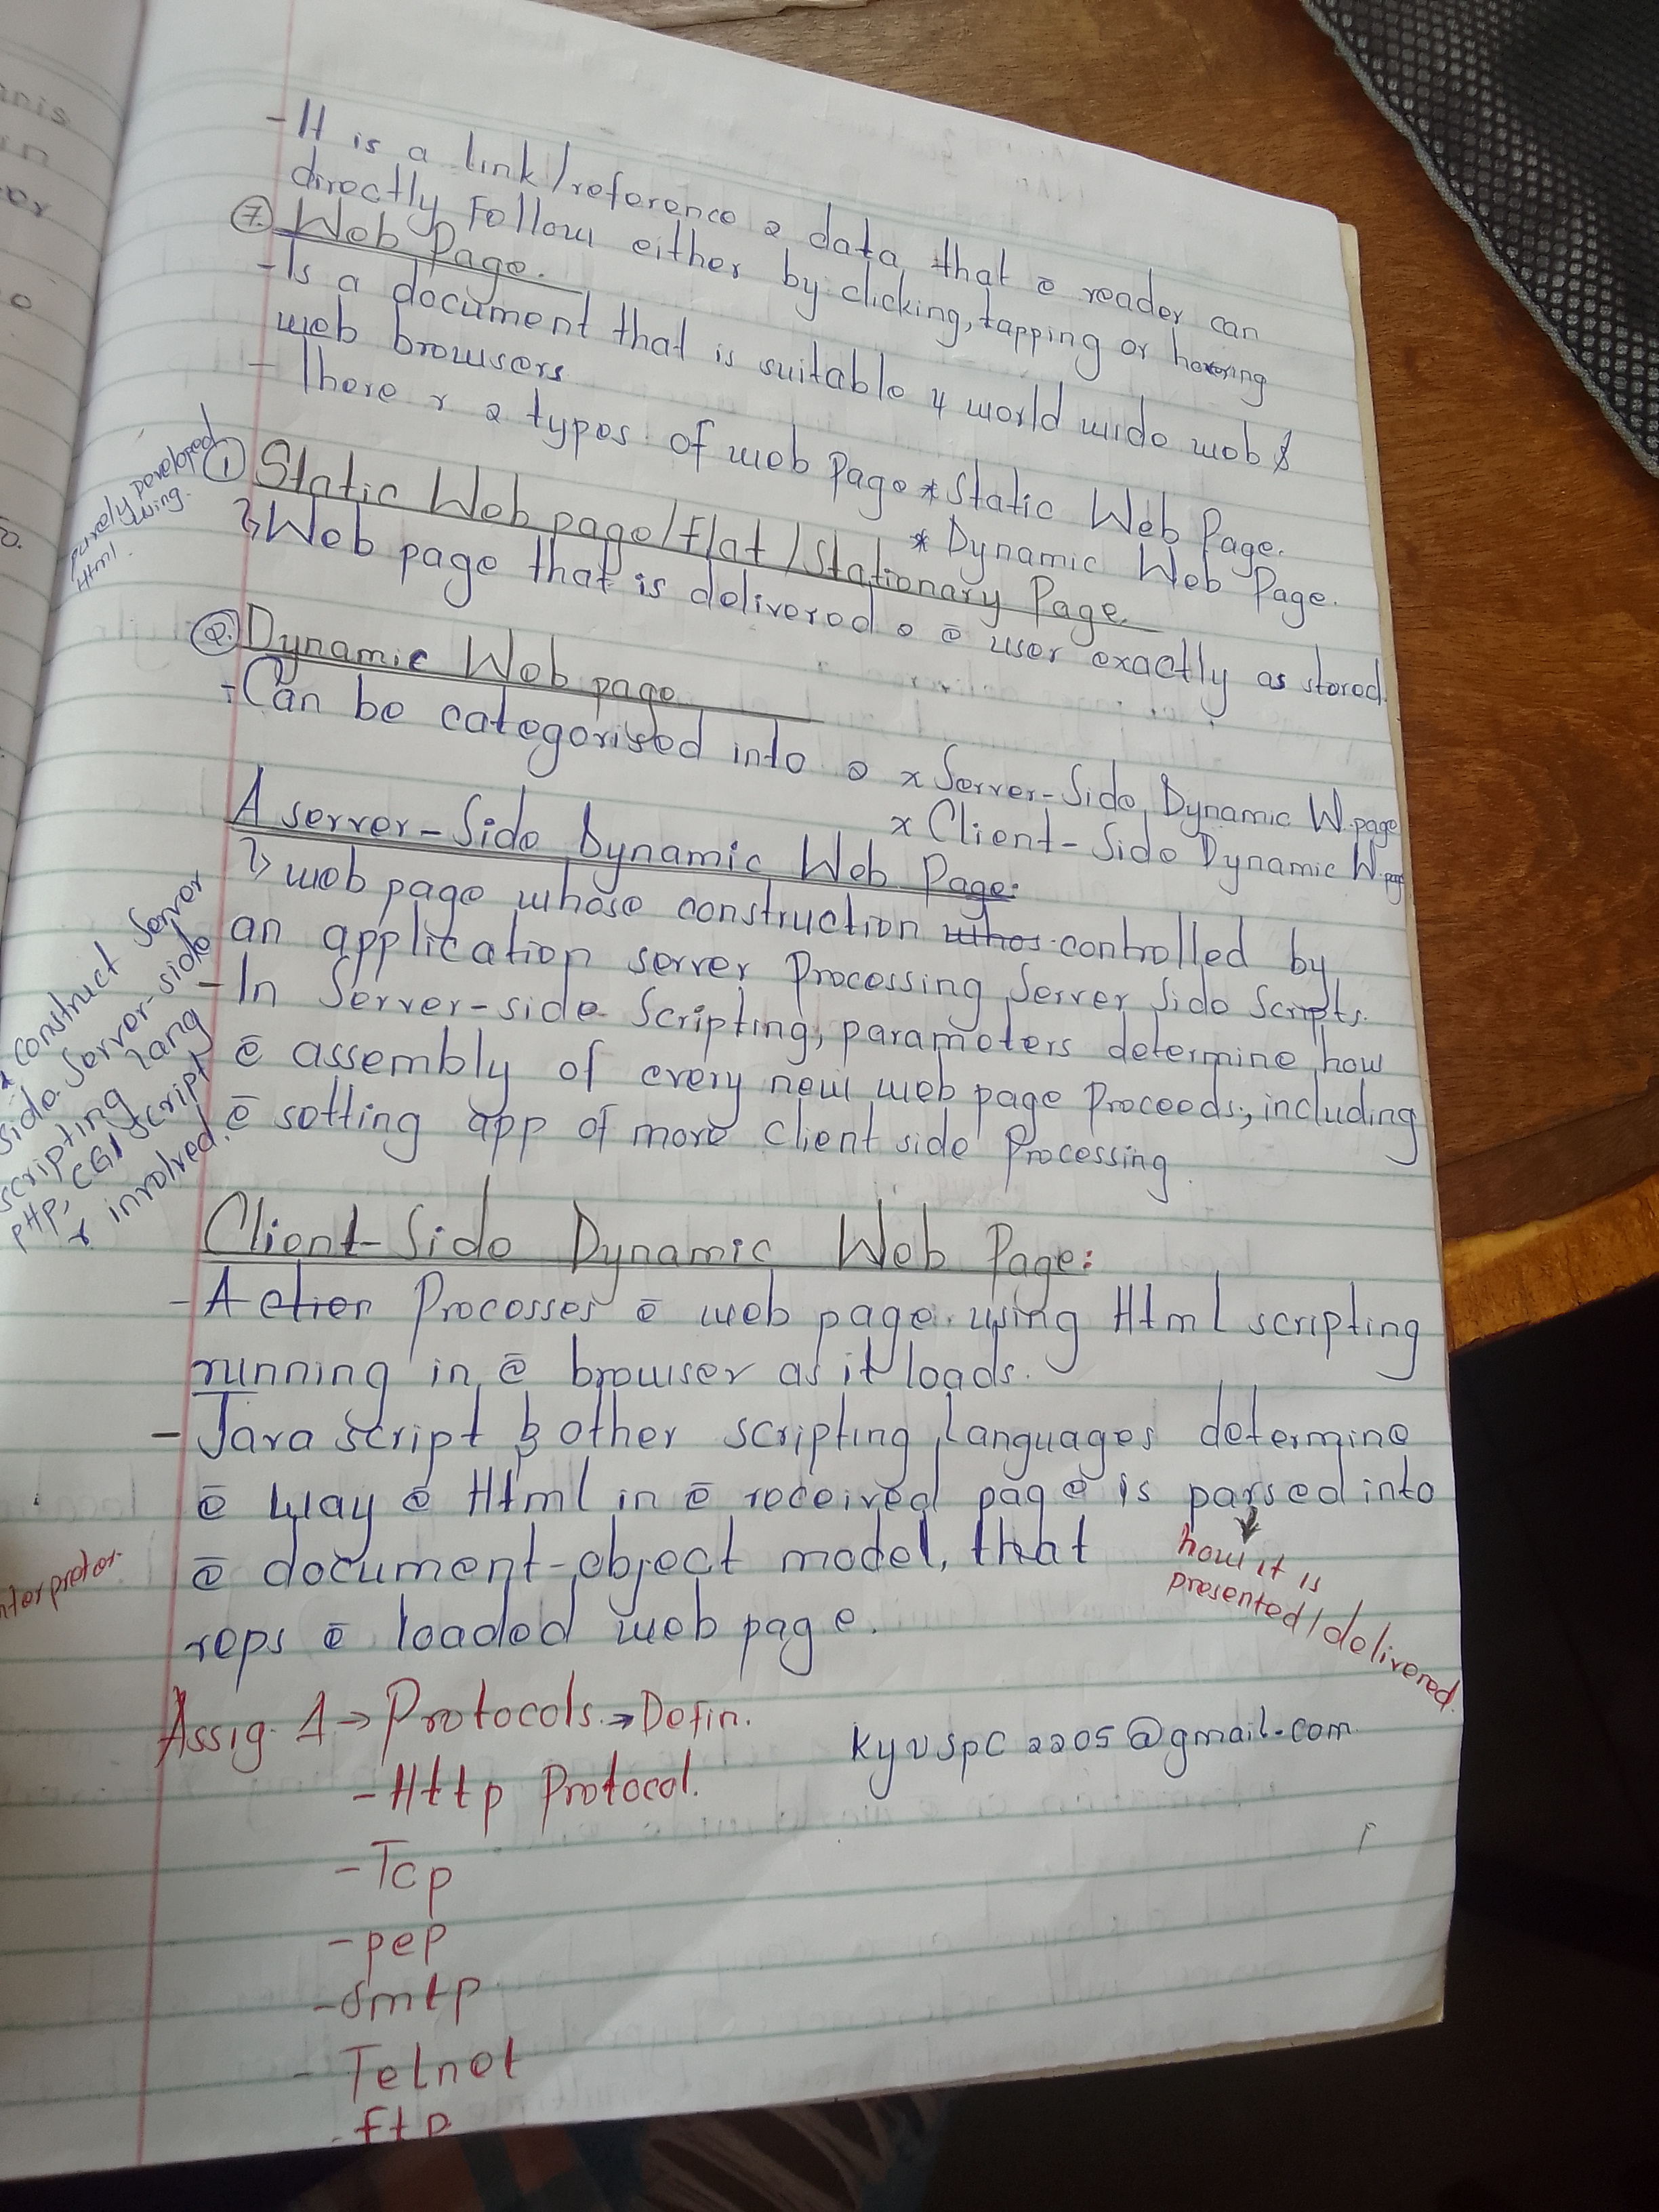 - It is a link/reference 2 data that ē reader can
directly Follow either by clicking, tapping or hovering
7. Web Page.
- Is a document that is suitable 4 world wide web &
web browsers
- There r 2 types of web Page * Static Web Page.
* Dynamic Web Page.
① Static Web page/flat/Stationary Page.
purely developed
using
Html.
↳ Web page that is delivered 2 ē user exactly as stored.
②. Dynamic Web page
- Can be categorised into 2 x Server-Side Dynamic W.page
x Client-Side Dynamic W.page
A server-Side Dynamic Web Page:
↳ web page whose construction whos controlled by
an application server Processing Server Side Scripts.
- In Server-side Scripting, parameters determine how
ē assembly of every new web page Proceeds, including
ē setting app of more client side Processing
* construct Server
side. Server-side
scripting lang
PHP, CGI Script
r involved.
Client-Side Dynamic Web Page:
- Action Processes ē web page using Html scripting
running in ē browser as it loads.
- Java script & other scripting languages determine
ē way ē Html in ē received page is parsed into
ē document-object model, that
how it is
presented/delivered.
reps ē loaded web page.
nterpretor
Assig. 1 → Protocols → Defin.
kyuspc2205@gmail.com
- Http Protocol.
- Tcp
- pep
- Smtp
- Telnet
- ftp